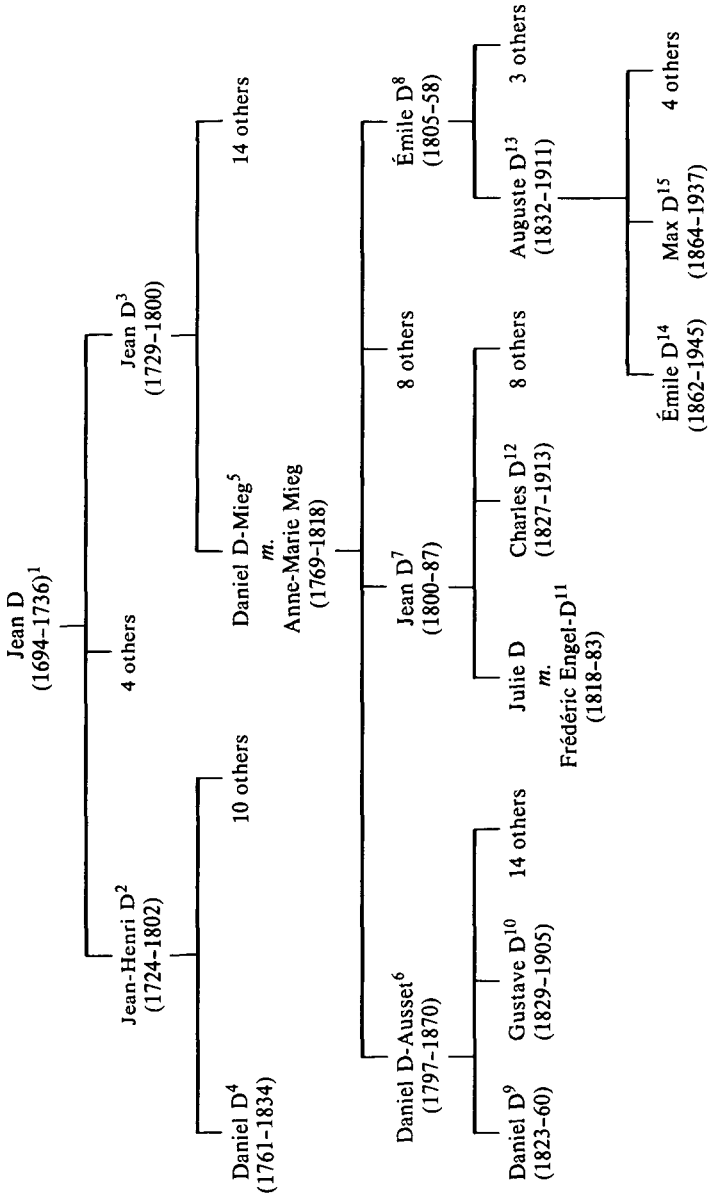 Jean D
(1694–1736)¹
Jean-Henri D²
(1724–1802)
4 others
Jean D³
(1729–1800)
Daniel D⁴
(1761–1834)
10 others
Daniel D-Mieg⁵
m.
Anne-Marie Mieg
(1769–1818)
14 others
Daniel D-Ausset⁶
(1797–1870)
Jean D⁷
(1800–87)
8 others
Émile D⁸
(1805–58)
Daniel D⁹
(1823–60)
Gustave D¹⁰
(1829–1905)
14 others
Julie D
m.
Frédéric Engel-D¹¹
(1818–83)
Charles D¹²
(1827–1913)
8 others
Auguste D¹³
(1832–1911)
3 others
Émile D¹⁴
(1862–1945)
Max D¹⁵
(1864–1937)
4 others